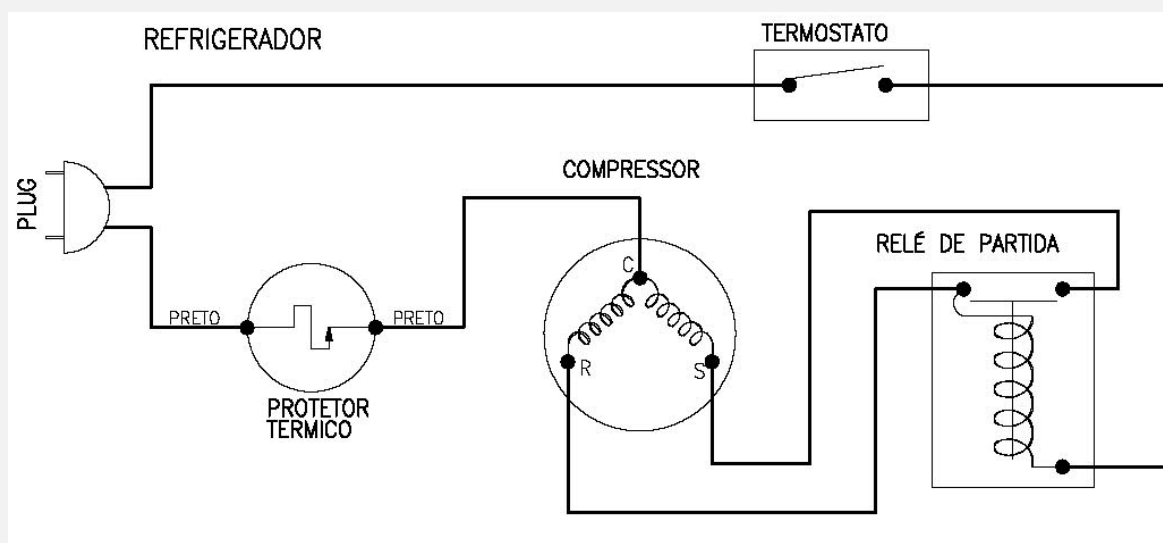 REFRIGERADOR
TERMOSTATO
COMPRESSOR
PLUG
RELÉ DE PARTIDA
C
PRETO
PRETO
R
S
PROTETOR
TERMICO